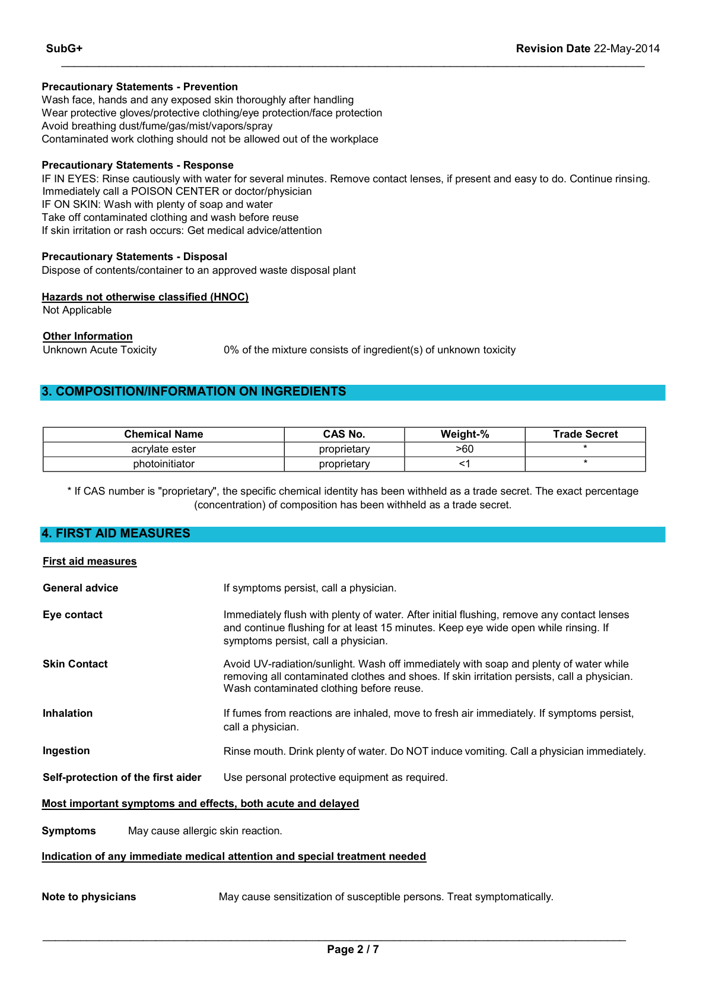 SubG+ Revision Date 22-May-2014
Precautionary Statements - Prevention
Wash face, hands and any exposed skin thoroughly after handling
Wear protective gloves/protective clothing/eye protection/face protection
Avoid breathing dust/fume/gas/mist/vapors/spray
Contaminated work clothing should not be allowed out of the workplace
Precautionary Statements - Response
IF IN EYES: Rinse cautiously with water for several minutes. Remove contact lenses, if present and easy to do. Continue rinsing.
Immediately call a POISON CENTER or doctor/physician
IF ON SKIN: Wash with plenty of soap and water
Take off contaminated clothing and wash before reuse
If skin irritation or rash occurs: Get medical advice/attention
Precautionary Statements - Disposal
Dispose of contents/container to an approved waste disposal plant
Hazards not otherwise classified (HNOC)
Not Applicable
Other Information
Unknown Acute Toxicity 0% of the mixture consists of ingredient(s) of unknown toxicity
3. COMPOSITION/INFORMATION ON INGREDIENTS
Chemical Name CAS No. Weight-% Trade Secret
acrylate ester proprietary >60 *
photoinitiator proprietary <1 *
* If CAS number is "proprietary", the specific chemical identity has been withheld as a trade secret. The exact percentage
(concentration) of composition has been withheld as a trade secret.
4. FIRST AID MEASURES
First aid measures
General advice If symptoms persist, call a physician.
Eye contact Immediately flush with plenty of water. After initial flushing, remove any contact lenses
and continue flushing for at least 15 minutes. Keep eye wide open while rinsing. If
symptoms persist, call a physician.
Skin Contact Avoid UV-radiation/sunlight. Wash off immediately with soap and plenty of water while
removing all contaminated clothes and shoes. If skin irritation persists, call a physician.
Wash contaminated clothing before reuse.
Inhalation If fumes from reactions are inhaled, move to fresh air immediately. If symptoms persist,
call a physician.
Ingestion Rinse mouth. Drink plenty of water. Do NOT induce vomiting. Call a physician immediately.
Self-protection of the first aider Use personal protective equipment as required.
Most important symptoms and effects, both acute and delayed
Symptoms May cause allergic skin reaction.
Indication of any immediate medical attention and special treatment needed
Note to physicians May cause sensitization of susceptible persons. Treat symptomatically.
Page 2 / 7